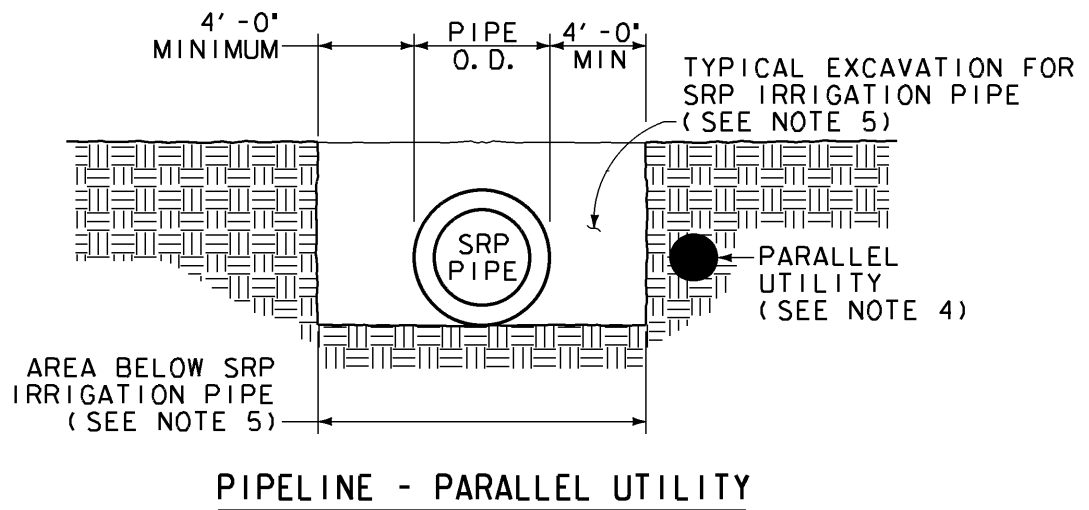 4'-0"
MINIMUM
PIPE
O.D.
4'-0"
MIN
TYPICAL EXCAVATION FOR
SRP IRRIGATION PIPE
(SEE NOTE 5)
SRP
PIPE
PARALLEL
UTILITY
(SEE NOTE 4)
AREA BELOW SRP
IRRIGATION PIPE
(SEE NOTE 5)
PIPELINE - PARALLEL UTILITY